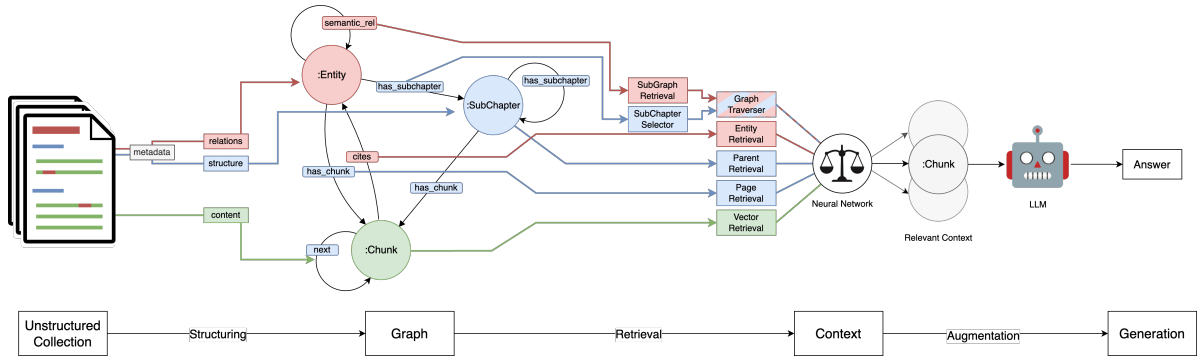 semantic_rel
:Entity
has_subchapter
has_subchapter
:SubChapter
SubGraph
Retrieval
SubChapter
Selector
Graph
Traverser
relations
metadata
structure
cites
has_chunk
has_chunk
Entity
Retrieval
Parent
Retrieval
Page
Retrieval
Vector
Retrieval
content
next
:Chunk
Neural Network
:Chunk
Relevant Context
LLM
Answer
Unstructured
Collection
Structuring
Graph
Retrieval
Context
Augmentation
Generation